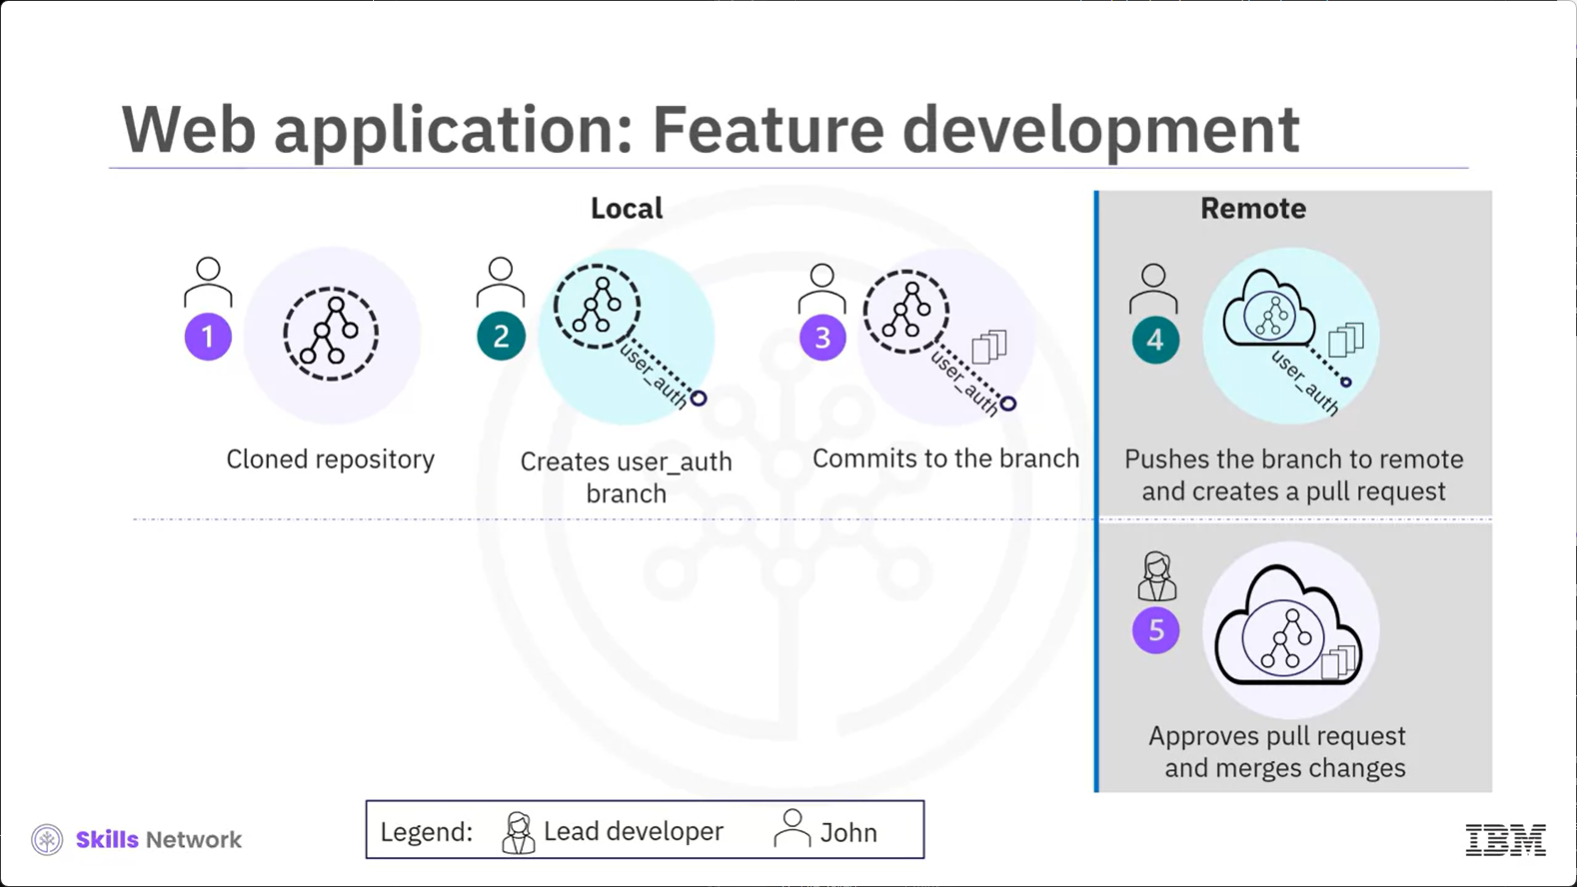 Web application: Feature development
Local
Remote
1
2
3
4
user_auth
user_auth
user_auth
Cloned repository
Creates user_auth
branch
Commits to the branch
Pushes the branch to remote
and creates a pull request
5
Approves pull request
and merges changes
Legend: Lead developer John
Skills Network
IBM